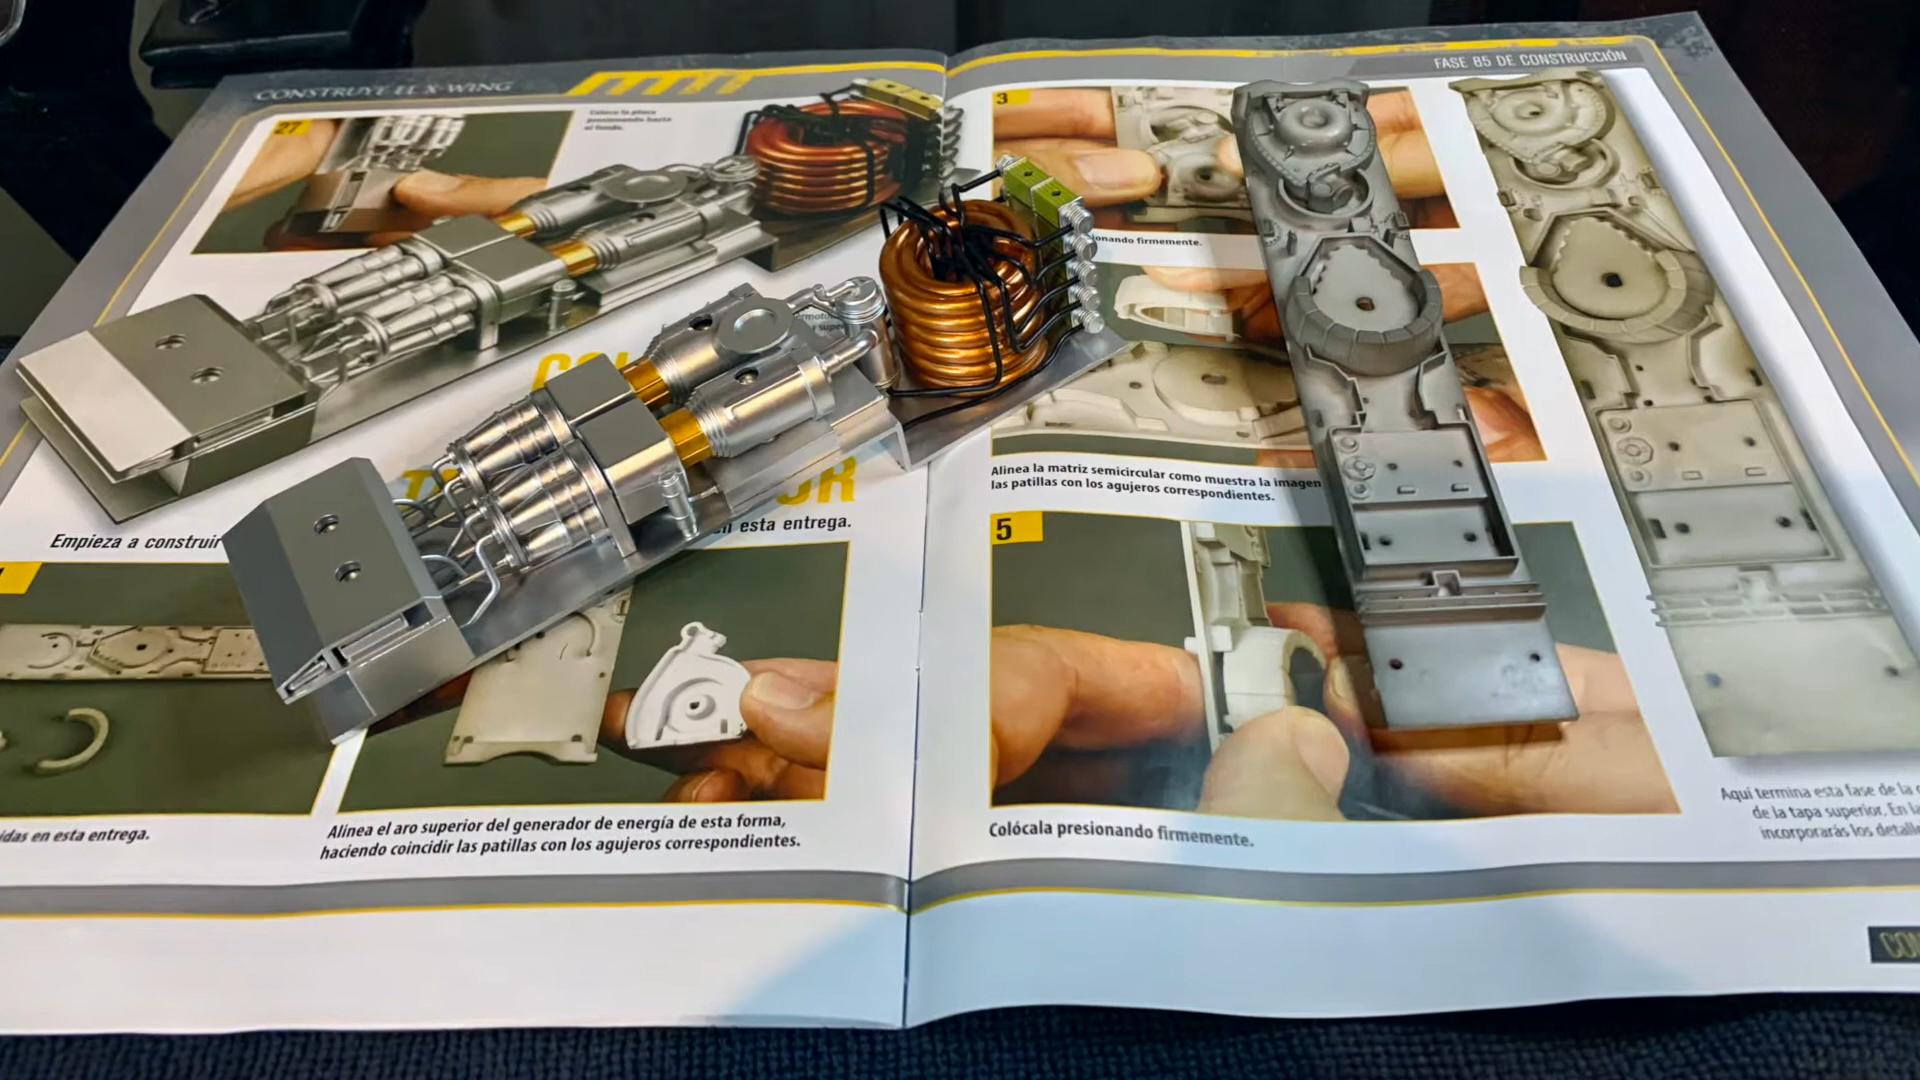 CONSTRUYE EL X-WING
27
Coloca la placa
presionando hasta
el fondo.
Empieza a construir
en esta entrega.
idas en esta entrega.
Alinea el aro superior del generador de energía de esta forma,
haciendo coincidir las patillas con los agujeros correspondientes.
FASE 85 DE CONSTRUCCIÓN
3
onando firmemente.
Alinea la matriz semicircular como muestra la imagen
las patillas con los agujeros correspondientes.
5
Colócala presionando firmemente.
Aquí termina esta fase de la
de la tapa superior. En
incorporarás los detalle